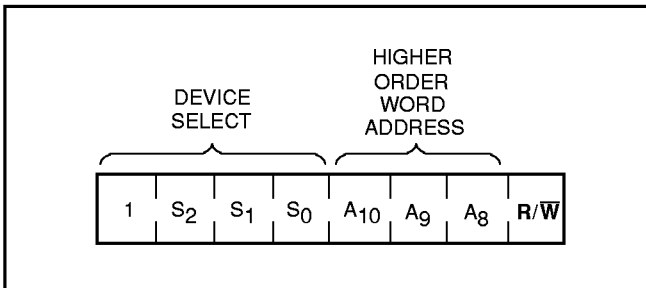 DEVICE
SELECT
HIGHER
ORDER
WORD
ADDRESS
1 S₂ S₁ S₀ A₁₀ A₉ A₈ R/W̅